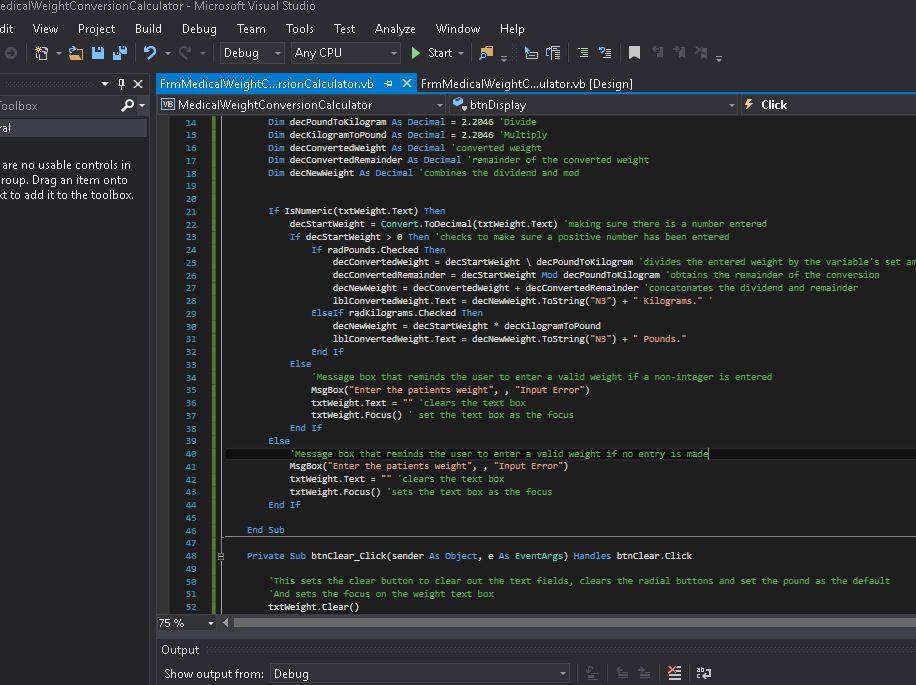 edicalWeightConversionCalculator - Microsoft Visual Studio
dit View Project Build Debug Team Tools Test Analyze Window Help
Debug Any CPU Start
FrmMedicalWeightC...rsionCalculator.vb FrmMedicalWeightC...ulator.vb [Design]
oolbox
VB MedicalWeightConversionCalculator btnDisplay Click
ral
are no usable controls in
roup. Drag an item onto
xt to add it to the toolbox.
14 Dim decPoundToKilogram As Decimal = 2.2046 'Divide
15 Dim decKilogramToPound As Decimal = 2.2046 'Multiply
16 Dim decConvertedWeight As Decimal 'converted weight
17 Dim decConvertedRemainder As Decimal 'remainder of the converted weight
18 Dim decNewWeight As Decimal 'combines the dividend and mod
19
20
21 If IsNumeric(txtWeight.Text) Then
22 decStartWeight = Convert.ToDecimal(txtWeight.Text) 'making sure there is a number entered
23 If decStartWeight > 0 Then 'checks to make sure a positive number has been entered
24 If radPounds.Checked Then
25 decConvertedWeight = decStartWeight \ decPoundToKilogram 'divides the entered weight by the variable's set am
26 decConvertedRemainder = decStartWeight Mod decPoundToKilogram 'obtains the remainder of the conversion
27 decNewWeight = decConvertedWeight + decConvertedRemainder 'concatonates the dividend and remainder
28 lblConvertedWeight.Text = decNewWeight.ToString("N3") + " Kilograms." '
29 ElseIf radKilograms.Checked Then
30 decNewWeight = decStartWeight * decKilogramToPound
31 lblConvertedWeight.Text = decNewWeight.ToString("N3") + " Pounds."
32 End If
33 Else
34 'Message box that reminds the user to enter a valid weight if a non-integer is entered
35 MsgBox("Enter the patients weight", , "Input Error")
36 txtWeight.Text = "" 'clears the text box
37 txtWeight.Focus() ' set the text box as the focus
38 End If
39 Else
40 'Message box that reminds the user to enter a valid weight if no entry is made
41 MsgBox("Enter the patients weight", , "Input Error")
42 txtWeight.Text = "" 'clears the text box
43 txtWeight.Focus() 'sets the text box as the focus
44 End If
45
46 End Sub
47
48 Private Sub btnClear_Click(sender As Object, e As EventArgs) Handles btnClear.Click
49
50 'This sets the clear button to clear out the text fields, clears the radial buttons and set the pound as the default
51 'And sets the focus on the weight text box
52 txtWeight.Clear()
75 %
Output
Show output from: Debug